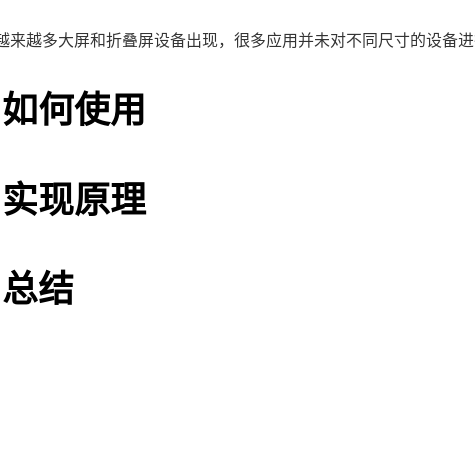 越来越多大屏和折叠屏设备出现，很多应用并未对不同尺寸的设备进
如何使用
实现原理
总结